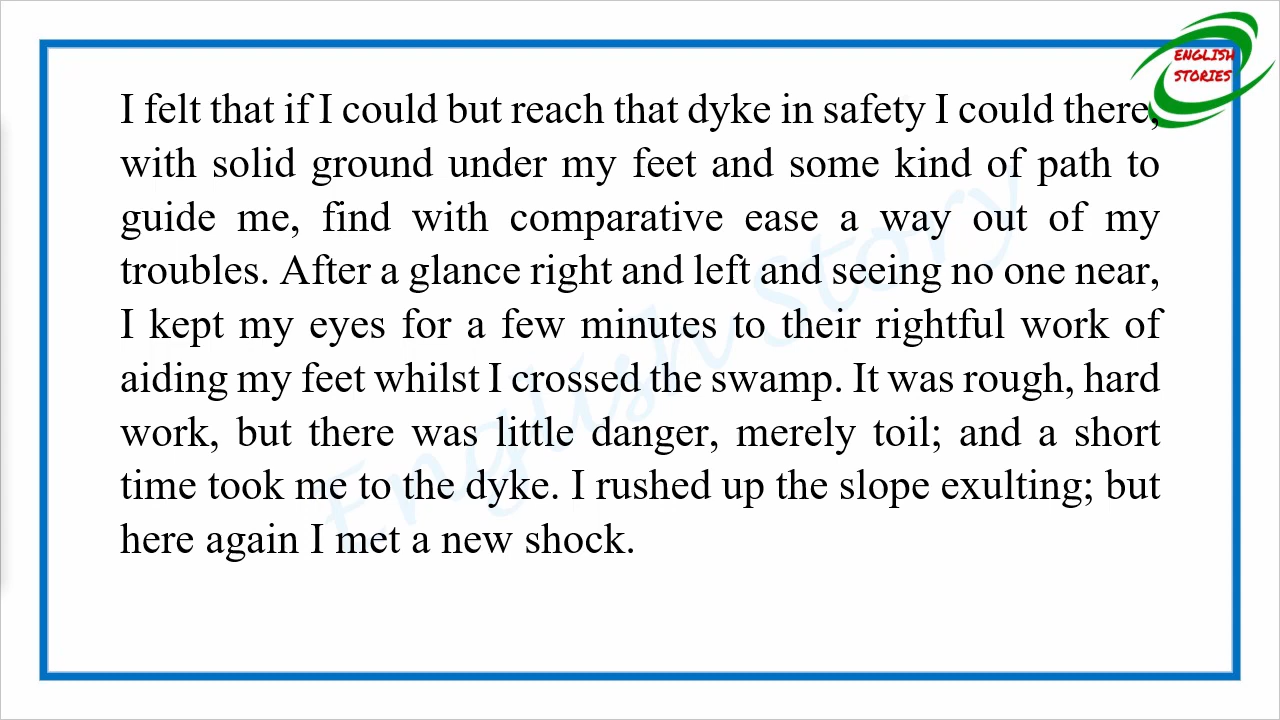 ENGLISH
STORIES
I felt that if I could but reach that dyke in safety I could there,
with solid ground under my feet and some kind of path to
guide me, find with comparative ease a way out of my
troubles. After a glance right and left and seeing no one near,
I kept my eyes for a few minutes to their rightful work of
aiding my feet whilst I crossed the swamp. It was rough, hard
work, but there was little danger, merely toil; and a short
time took me to the dyke. I rushed up the slope exulting; but
here again I met a new shock.
English Story